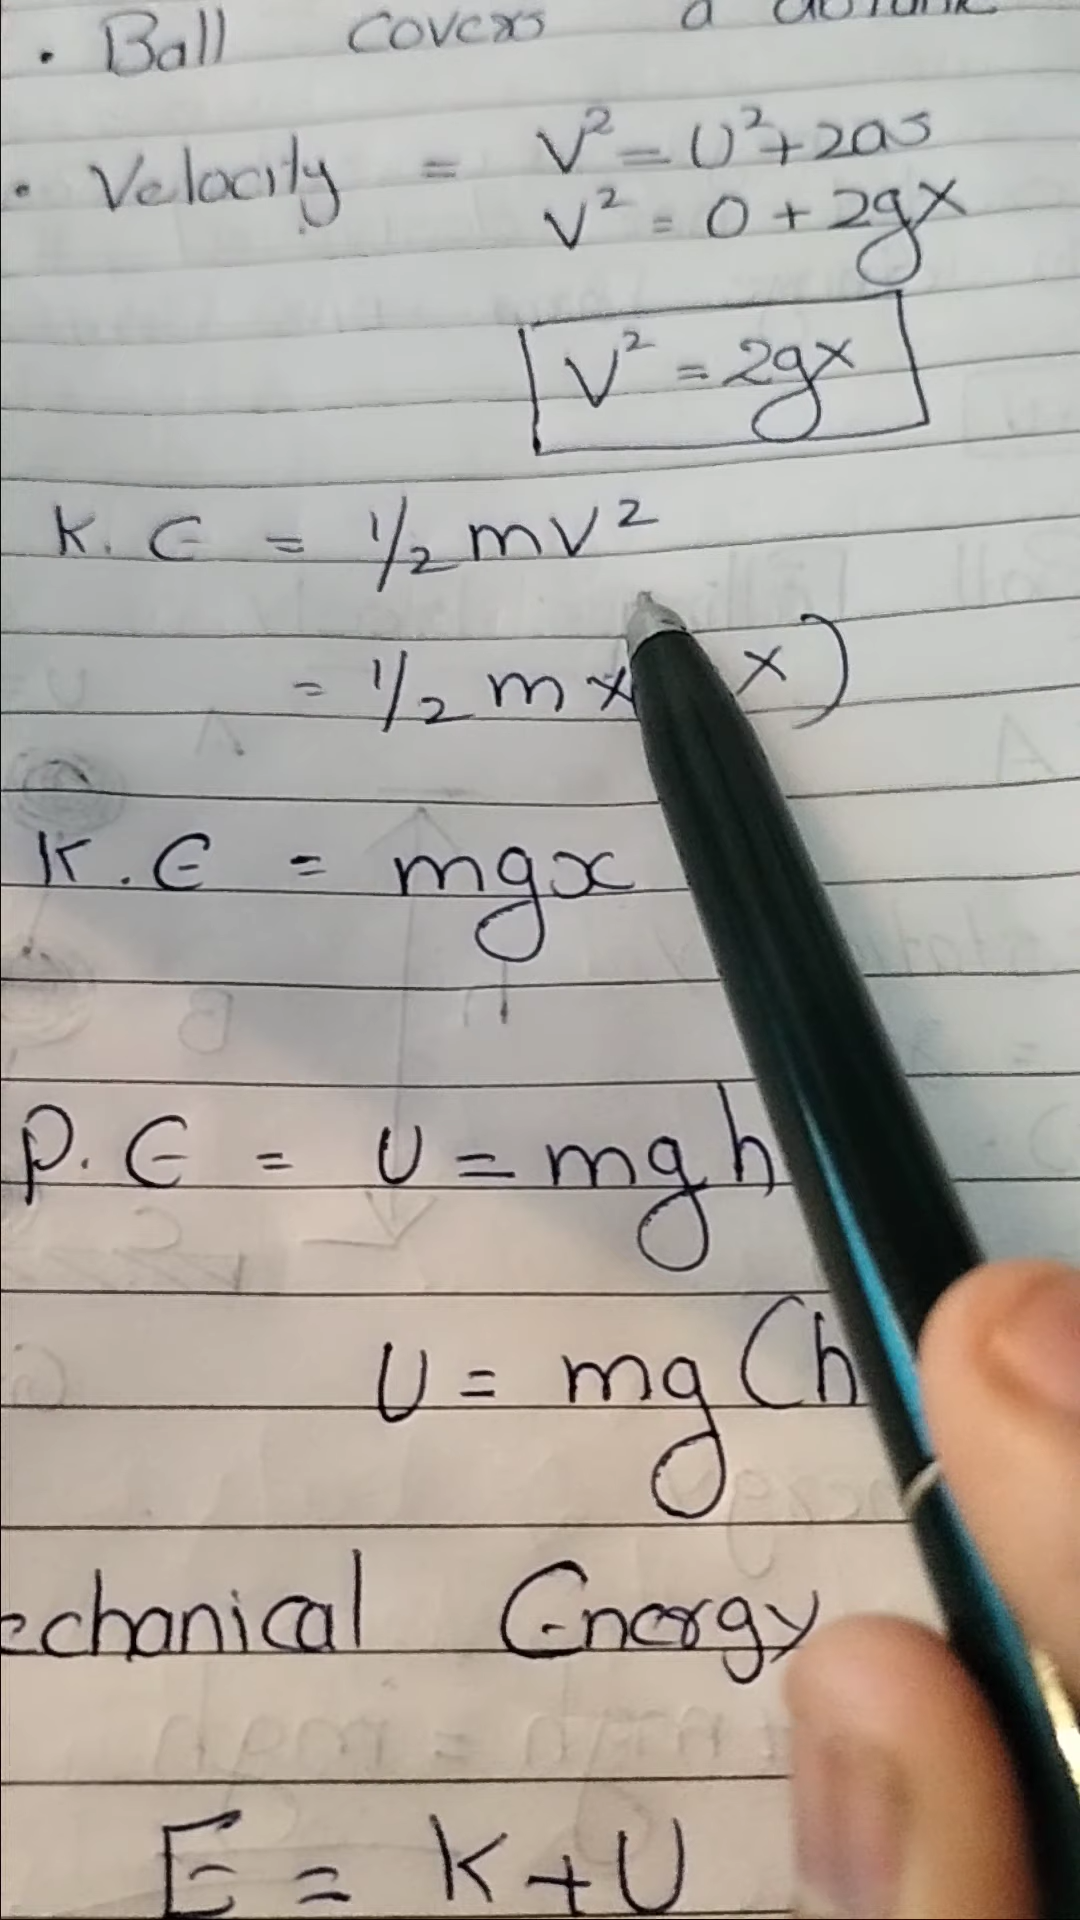 • Ball covers a
• Velocity = V² = U² + 2as
V² = 0 + 2gx
V² = 2gx
K.E = 1/2 mv²
= 1/2 m x x)
K.E = mgx
P.E = U = mgh
U = mg(h
echanical Energy
E = K + U